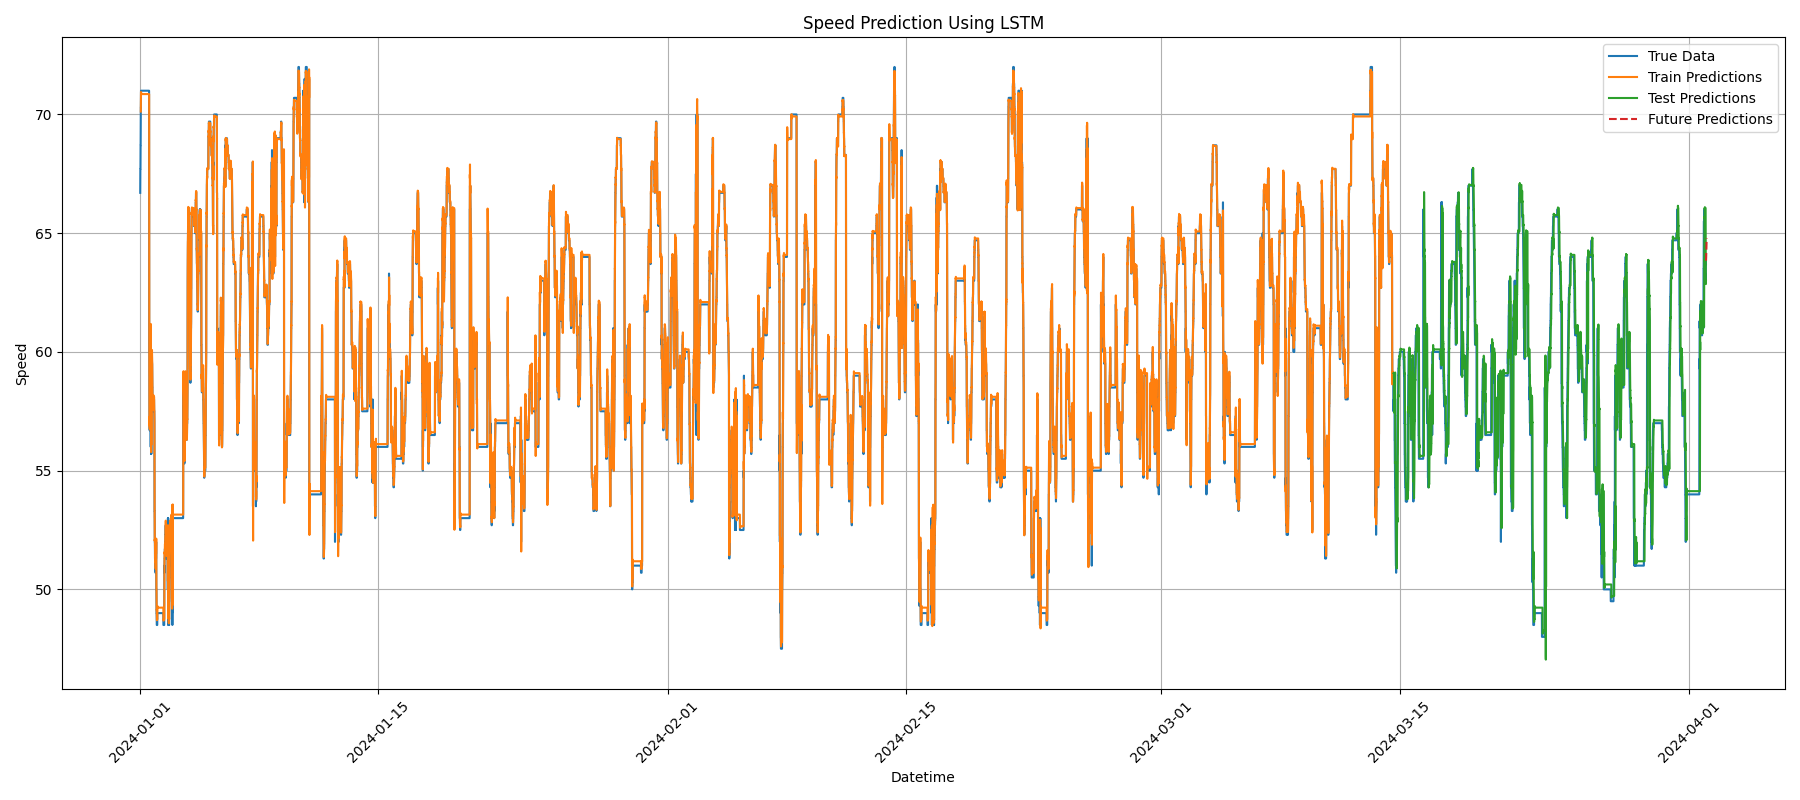 Speed Prediction Using LSTM
True Data
Train Predictions
Test Predictions
Future Predictions
Speed
70
65
60
55
50
2024-01-01
2024-01-15
2024-02-01
2024-02-15
2024-03-01
2024-03-15
2024-04-01
Datetime